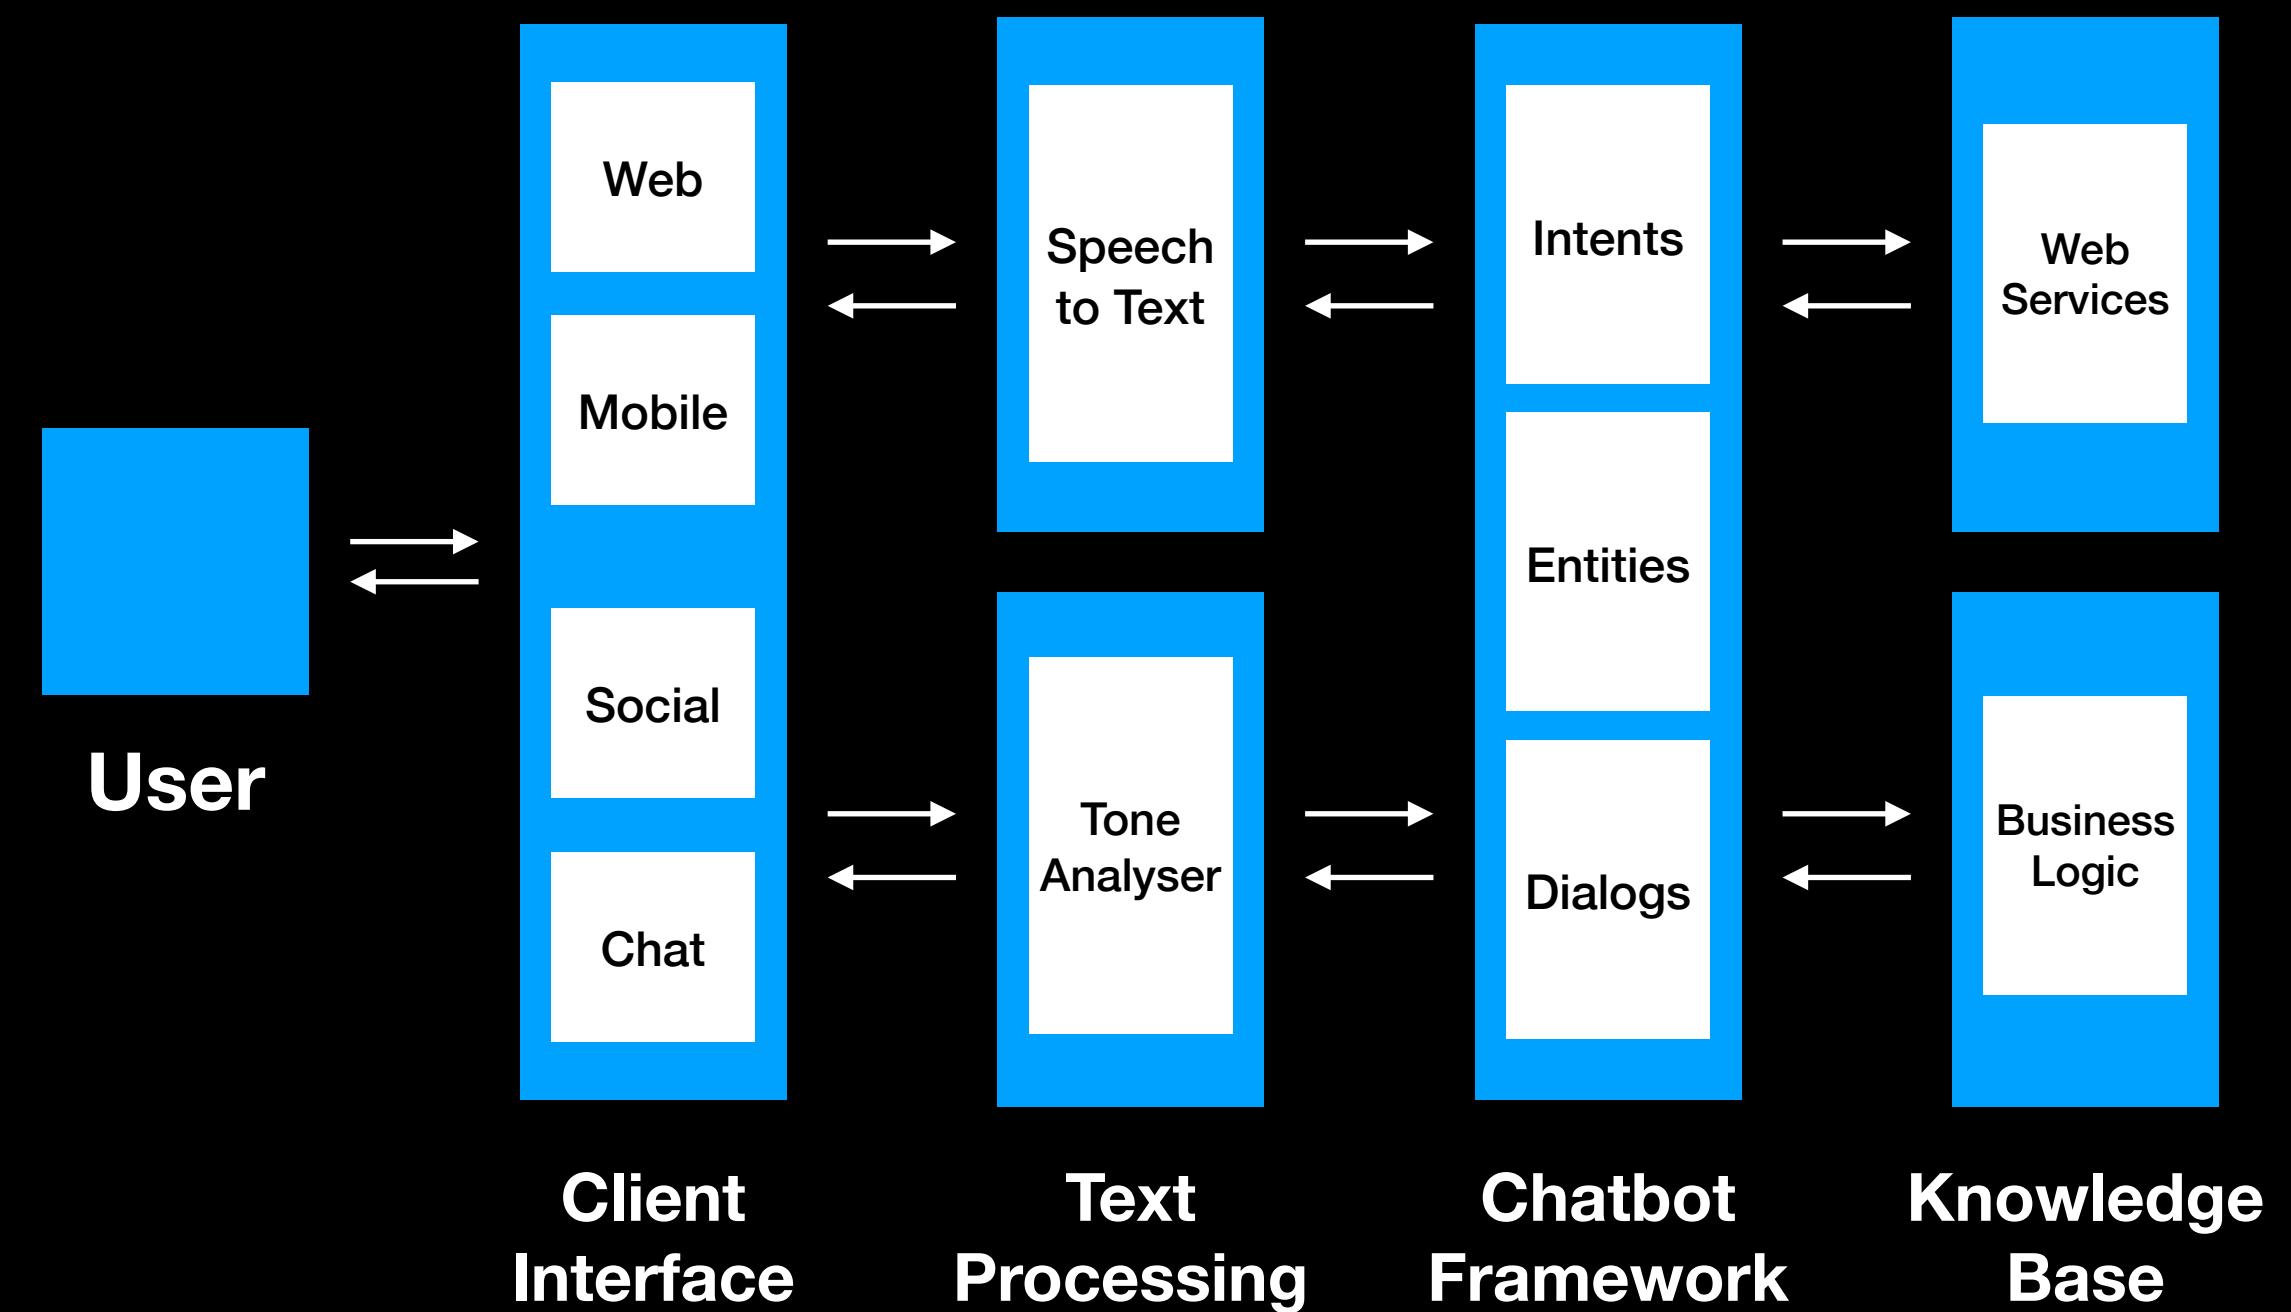 User
Web
Mobile
Social
Chat
Client
Interface
Speech
to Text
Tone
Analyser
Text
Processing
Intents
Entities
Dialogs
Chatbot
Framework
Web
Services
Business
Logic
Knowledge
Base